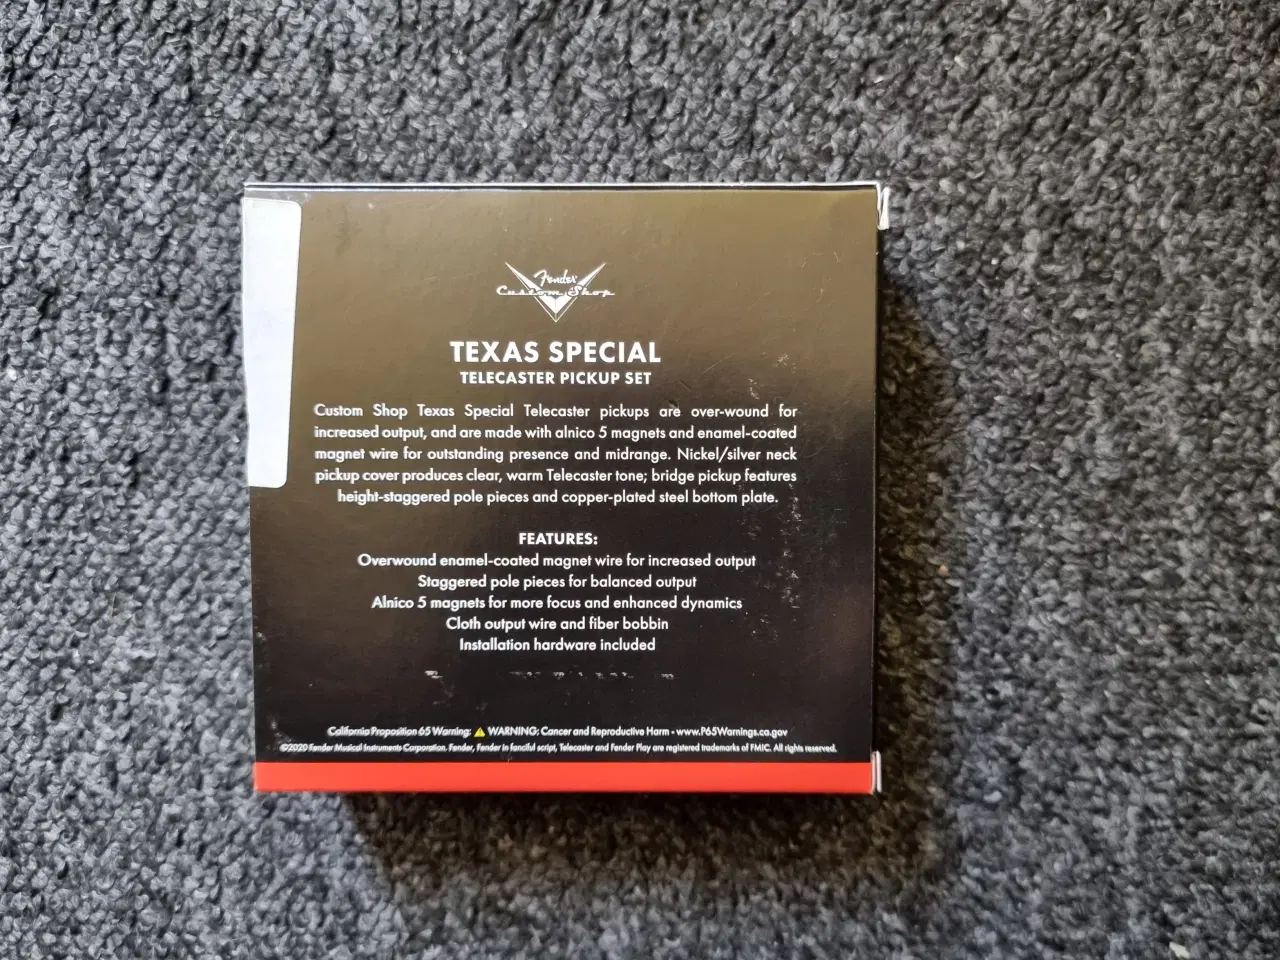 Fender
Custom Shop
TEXAS SPECIAL
TELECASTER PICKUP SET
Custom Shop Texas Special Telecaster pickups are over-wound for
increased output, and are made with alnico 5 magnets and enamel-coated
magnet wire for outstanding presence and midrange. Nickel/silver neck
pickup cover produces clear, warm Telecaster tone; bridge pickup features
height-staggered pole pieces and copper-plated steel bottom plate.
FEATURES:
Overwound enamel-coated magnet wire for increased output
Staggered pole pieces for balanced output
Alnico 5 magnets for more focus and enhanced dynamics
Cloth output wire and fiber bobbin
Installation hardware included
California Proposition 65 Warning: ⚠ WARNING: Cancer and Reproductive Harm - www.P65Warnings.ca.gov
©2020 Fender Musical Instruments Corporation. Fender, Fender in fanciful script, Telecaster and Fender Play are registered trademarks of FMIC. All rights reserved.